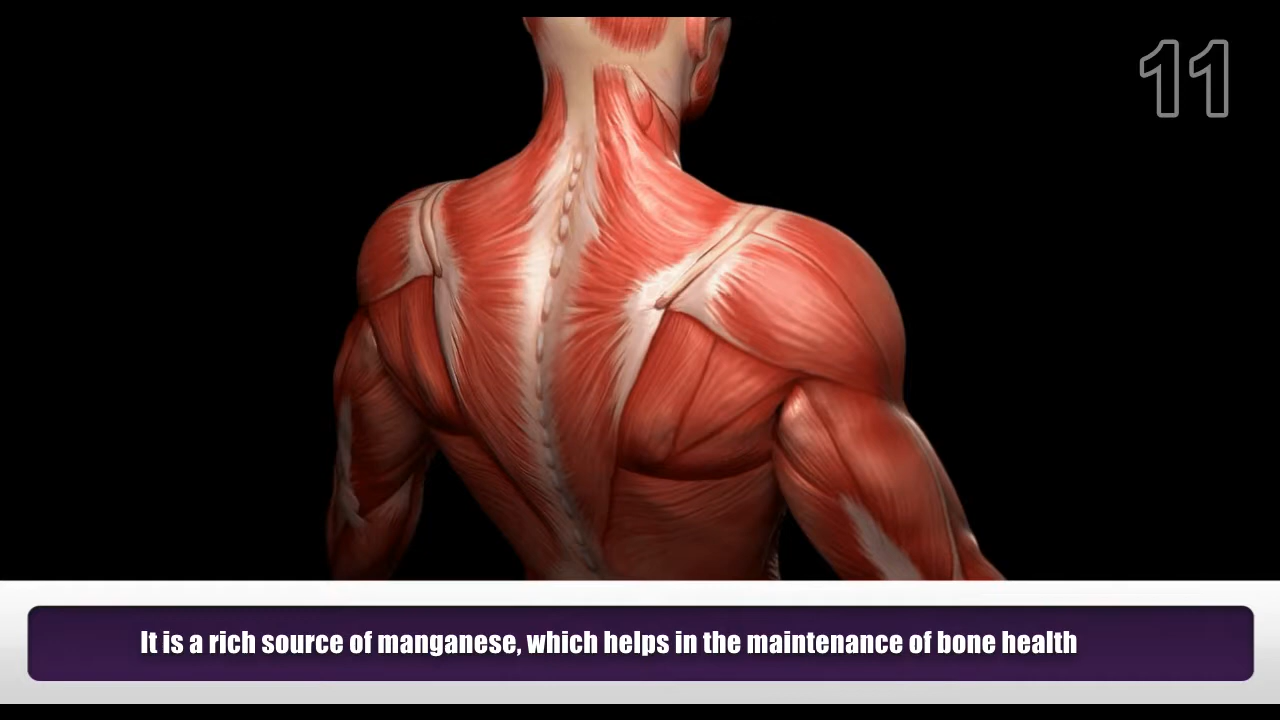 11
It is a rich source of manganese, which helps in the maintenance of bone health